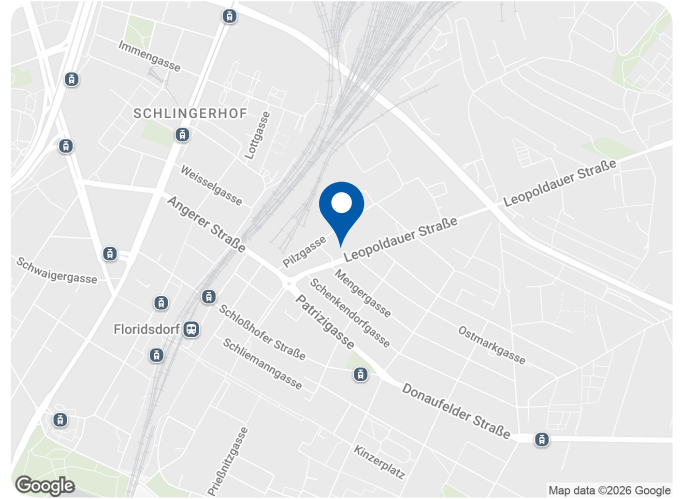 Immengasse
SCHLINGERHOF
Lottgasse
Weisselgasse
Leopoldauer Straße
Angerer Straße
Leopoldauer Straße
Pilzgasse
Schwaigergasse
Mengergasse
Schenkendorfgasse
Patrizigasse
Schloßhofer Straße
Floridsdorf
Ostmarkgasse
Schliemanngasse
Donaufelder Straße
Prießnitzgasse
Kinzerplatz
Google
Map data ©2026 Google